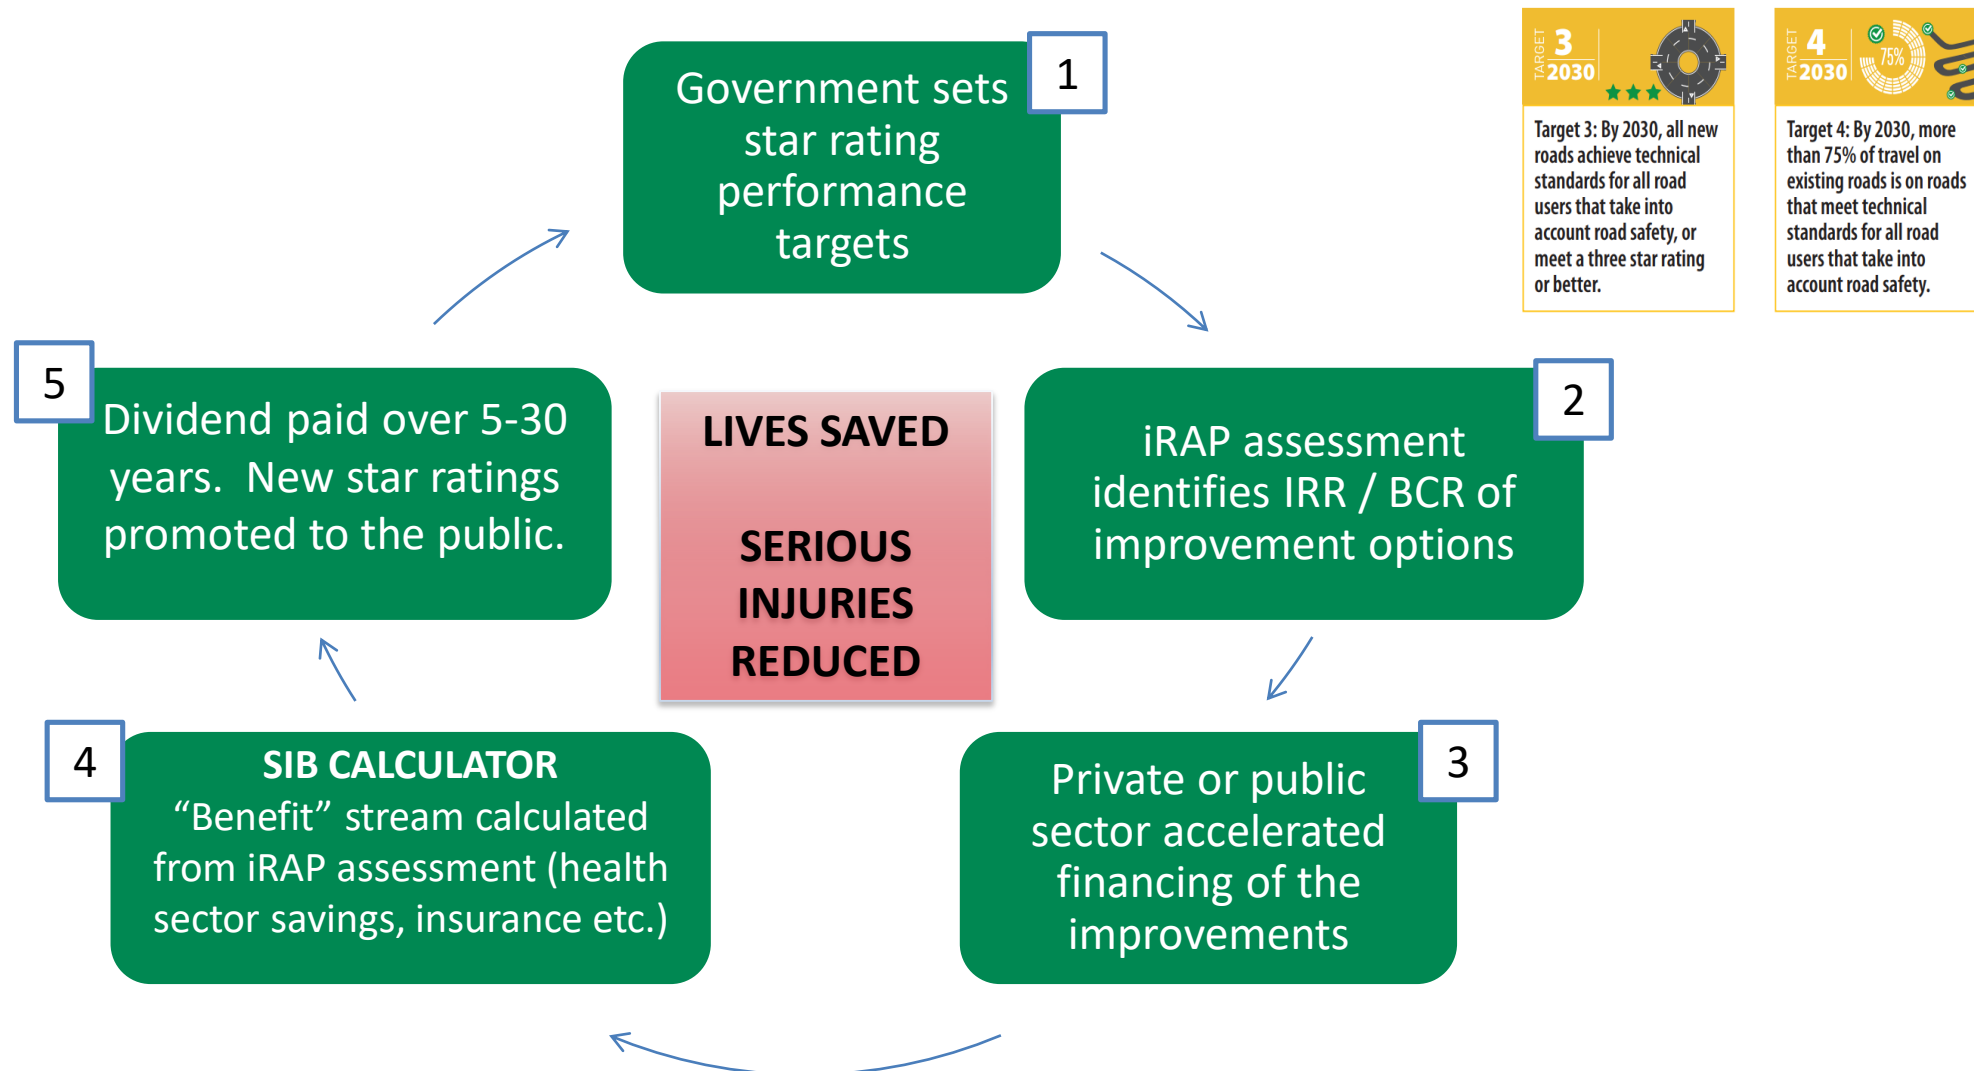 1
Government sets
star rating
performance
targets
TARGET
3
2030
Target 3: By 2030, all new
roads achieve technical
standards for all road
users that take into
account road safety, or
meet a three star rating
or better.
TARGET
4
2030
75%
Target 4: By 2030, more
than 75% of travel on
existing roads is on roads
that meet technical
standards for all road
users that take into
account road safety.
2
iRAP assessment
identifies IRR / BCR of
improvement options
3
Private or public
sector accelerated
financing of the
improvements
4
SIB CALCULATOR
“Benefit” stream calculated
from iRAP assessment (health
sector savings, insurance etc.)
5
Dividend paid over 5-30
years. New star ratings
promoted to the public.
LIVES SAVED
SERIOUS
INJURIES
REDUCED